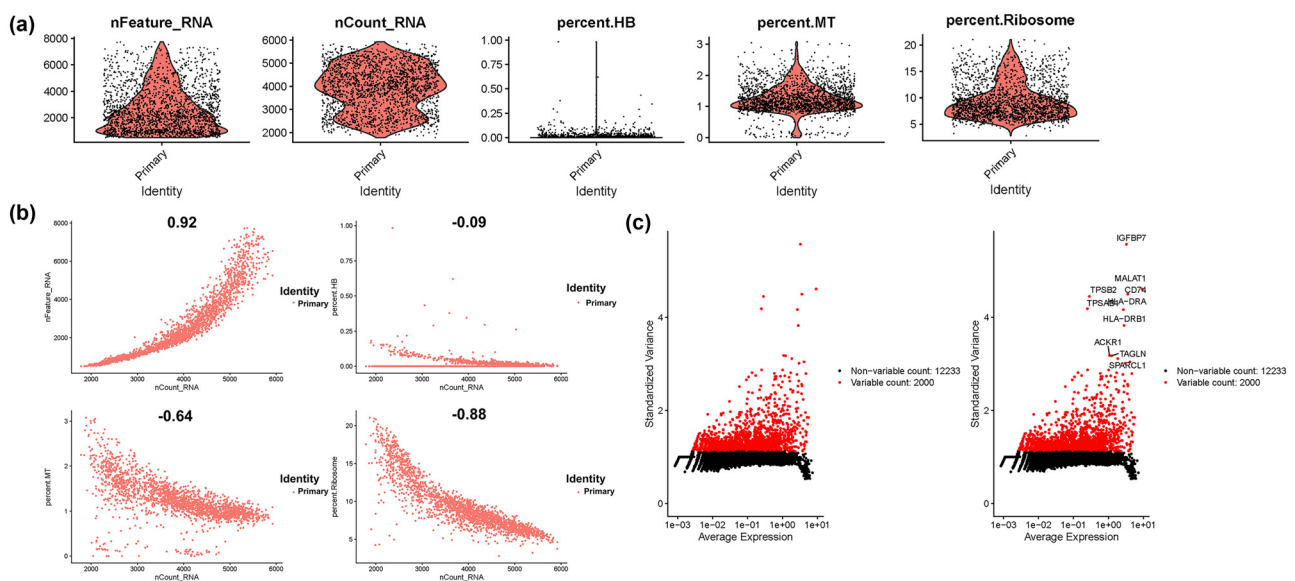 (a)
nFeature_RNA
8000
6000
4000
2000
Primary
Identity
nCount_RNA
6000
5000
4000
3000
2000
Primary
Identity
percent.HB
1.00
0.75
0.50
0.25
0.00
Primary
Identity
percent.MT
3
2
1
0
Primary
Identity
percent.Ribosome
20
15
10
5
Primary
Identity
(b)
0.92
nFeature_RNA
8000
6000
4000
2000
0
2000 3000 4000 5000 6000
nCount_RNA
Identity
Primary
-0.09
percent.HB
1.00
0.75
0.50
0.25
0.00
2000 3000 4000 5000 6000
nCount_RNA
Identity
Primary
-0.64
percent.MT
3
2
1
0
2000 3000 4000 5000 6000
nCount_RNA
Identity
Primary
-0.88
percent.Ribosome
20
15
10
5
2000 3000 4000 5000 6000
nCount_RNA
Identity
Primary
(c)
Standardized Variance
4
2
0
1e-03 1e-02 1e-01 1e+00 1e+01
Average Expression
Non-variable count: 12233
Variable count: 2000
Standardized Variance
4
2
0
IGFBP7
MALAT1
TPSB2 CD74
TPSAB1 HLA-DRA
HLA-DRB1
ACKR1
TAGLN
SPARCL1
1e-03 1e-02 1e-01 1e+00 1e+01
Average Expression
Non-variable count: 12233
Variable count: 2000